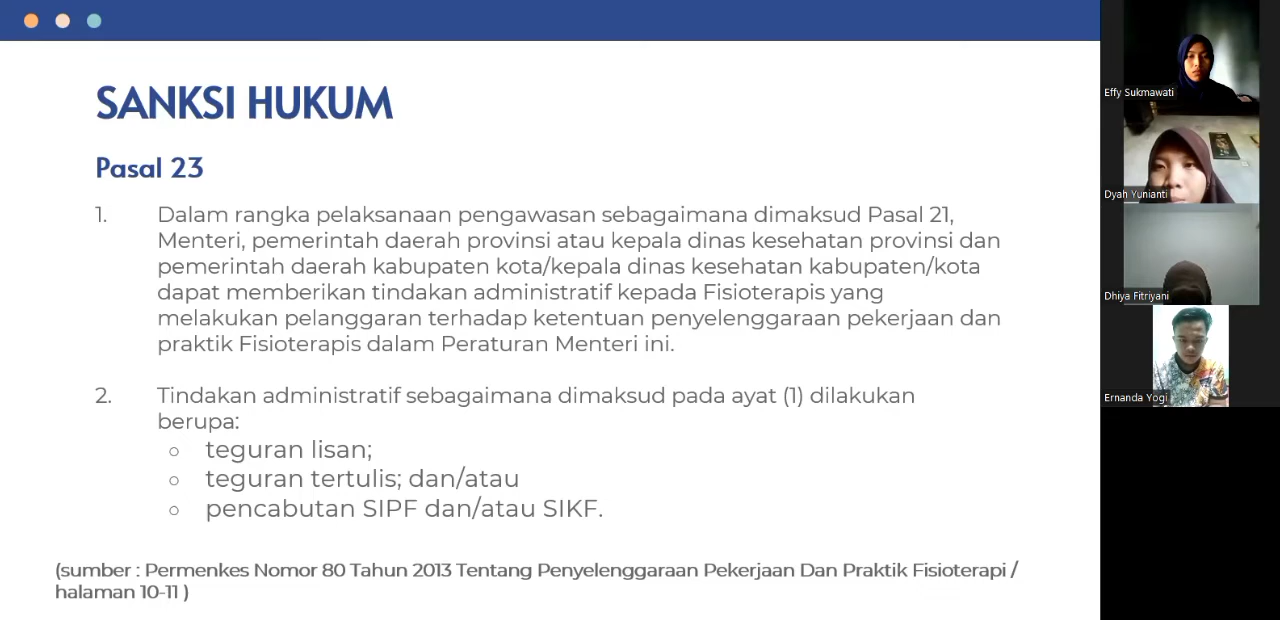 SANKSI HUKUM
Pasal 23
1. Dalam rangka pelaksanaan pengawasan sebagaimana dimaksud Pasal 21,
Menteri, pemerintah daerah provinsi atau kepala dinas kesehatan provinsi dan
pemerintah daerah kabupaten kota/kepala dinas kesehatan kabupaten/kota
dapat memberikan tindakan administratif kepada Fisioterapis yang
melakukan pelanggaran terhadap ketentuan penyelenggaraan pekerjaan dan
praktik Fisioterapis dalam Peraturan Menteri ini.
2. Tindakan administratif sebagaimana dimaksud pada ayat (1) dilakukan
berupa:
○ teguran lisan;
○ teguran tertulis; dan/atau
○ pencabutan SIPF dan/atau SIKF.
(sumber : Permenkes Nomor 80 Tahun 2013 Tentang Penyelenggaraan Pekerjaan Dan Praktik Fisioterapi /
halaman 10-11 )
Effy Sukmawati
Dyah Yunianti
Dhiya Fitriyani
Ernanda Yogi